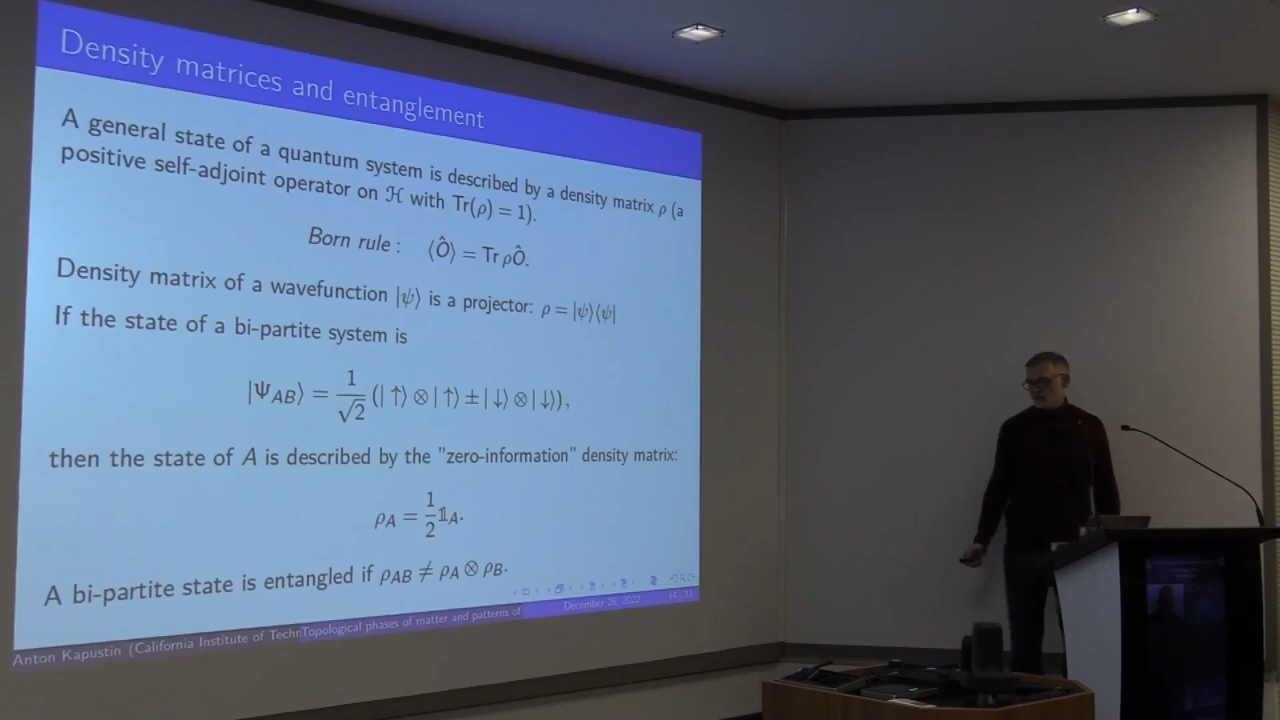 Density matrices and entanglement
A general state of a quantum system is described by a density matrix ρ (a
positive self-adjoint operator on ℋ with Tr(ρ) = 1).
Born rule : ⟨Ô⟩ = Tr ρÔ.
Density matrix of a wavefunction |ψ⟩ is a projector: ρ = |ψ⟩⟨ψ|
If the state of a bi-partite system is
|Ψ_AB⟩ = 1/√2 (|↑⟩ ⊗ |↑⟩ ± |↓⟩ ⊗ |↓⟩),
then the state of A is described by the "zero-information" density matrix:
ρ_A = 1/2 𝟙_A.
A bi-partite state is entangled if ρ_AB ≠ ρ_A ⊗ ρ_B.
Anton Kapustin (California Institute of Techn Topological phases of matter and patterns of December 2022